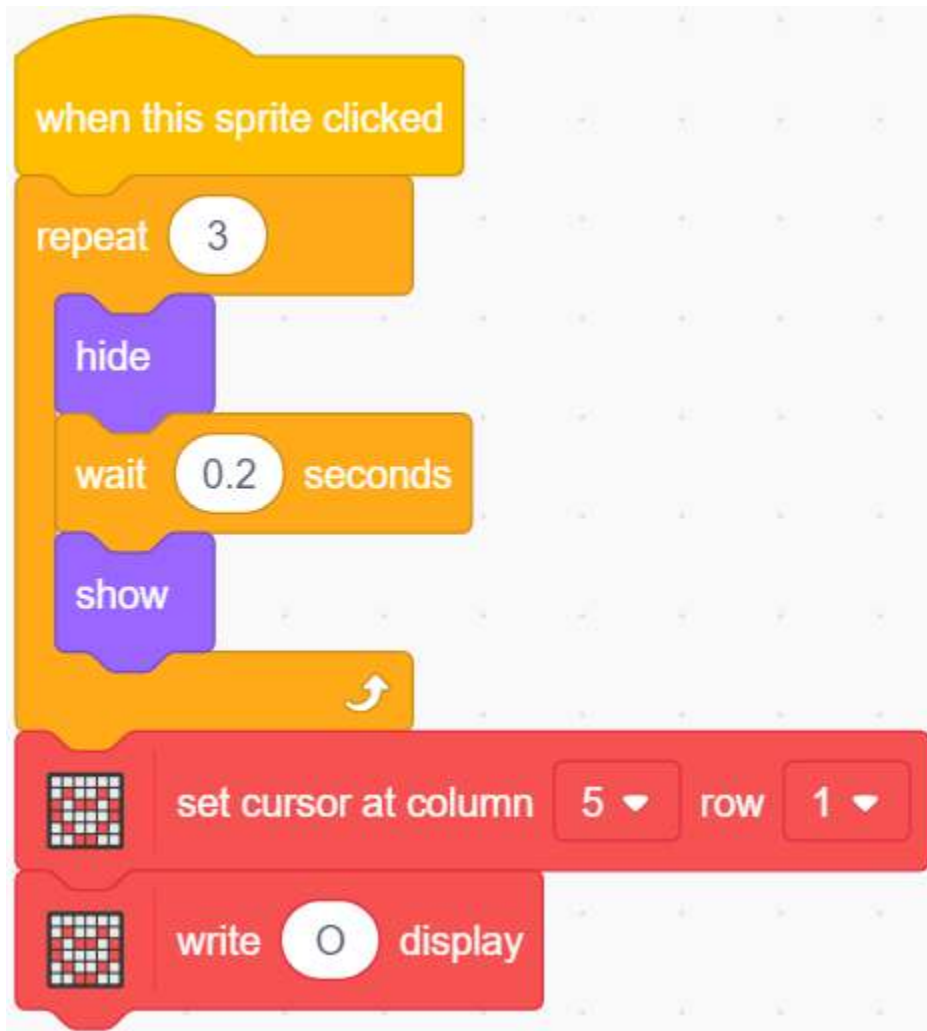 when this sprite clicked
repeat 3
hide
wait 0.2 seconds
show
set cursor at column 5 row 1
write O display